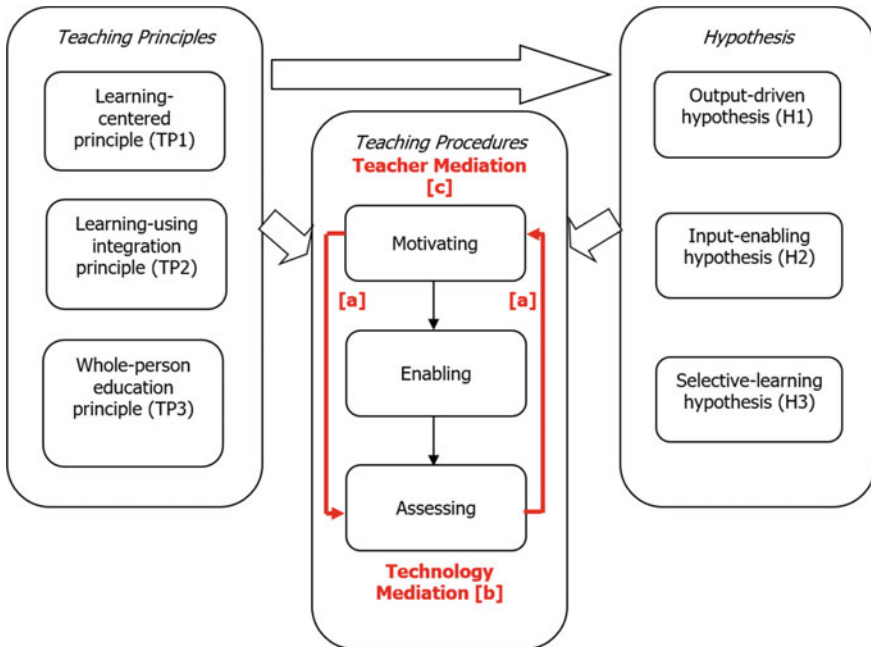 Teaching Principles
Learning-
centered
principle (TP1)
Learning-using
integration
principle (TP2)
Whole-person
education
principle (TP3)
Teaching Procedures
Teacher Mediation
[c]
Motivating
[a]
[a]
Enabling
Assessing
Technology
Mediation [b]
Hypothesis
Output-driven
hypothesis (H1)
Input-enabling
hypothesis (H2)
Selective-learning
hypothesis (H3)